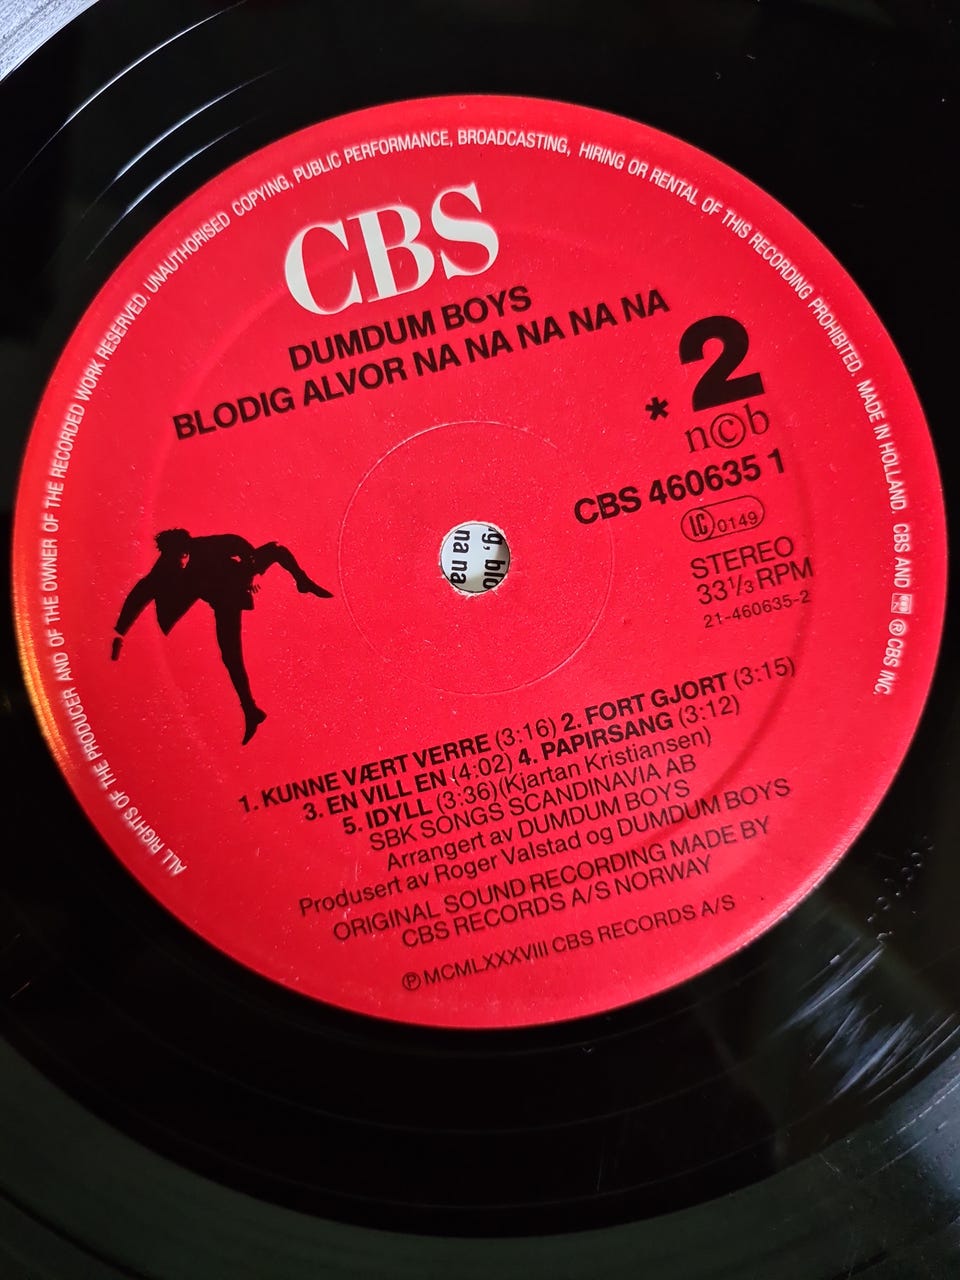 ALL RIGHTS OF THE PRODUCER AND OF THE OWNER OF THE RECORDED WORK RESERVED. UNAUTHORISED COPYING, PUBLIC PERFORMANCE, BROADCASTING, HIRING OR RENTAL OF THIS RECORDING PROHIBITED. MADE IN HOLLAND. CBS AND ® CBS INC.
CBS
DUMDUM BOYS
BLODIG ALVOR NA NA NA NA NA
* 2
n©b
CBS 460635 1
LC 0149
STEREO
33 1/3 RPM
21-460635-2
g, blo
na na
1. KUNNE VÆRT VERRE (3:16) 2. FORT GJORT (3:15)
3. EN VILL EN (4:02) 4. PAPIRSANG (3:12)
5. IDYLL (3:36)(Kjartan Kristiansen)
SBK SONGS SCANDINAVIA AB
Arrangert av DUMDUM BOYS
Produsert av Roger Valstad og DUMDUM BOYS
ORIGINAL SOUND RECORDING MADE BY
CBS RECORDS A/S NORWAY
℗ MCMLXXXVIII CBS RECORDS A/S